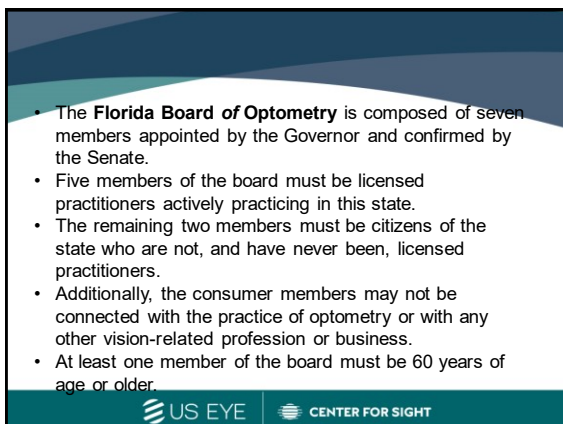 • The Florida Board of Optometry is composed of seven
members appointed by the Governor and confirmed by
the Senate.
• Five members of the board must be licensed
practitioners actively practicing in this state.
• The remaining two members must be citizens of the
state who are not, and have never been, licensed
practitioners.
• Additionally, the consumer members may not be
connected with the practice of optometry or with any
other vision-related profession or business.
• At least one member of the board must be 60 years of
age or older.
US EYE CENTER FOR SIGHT